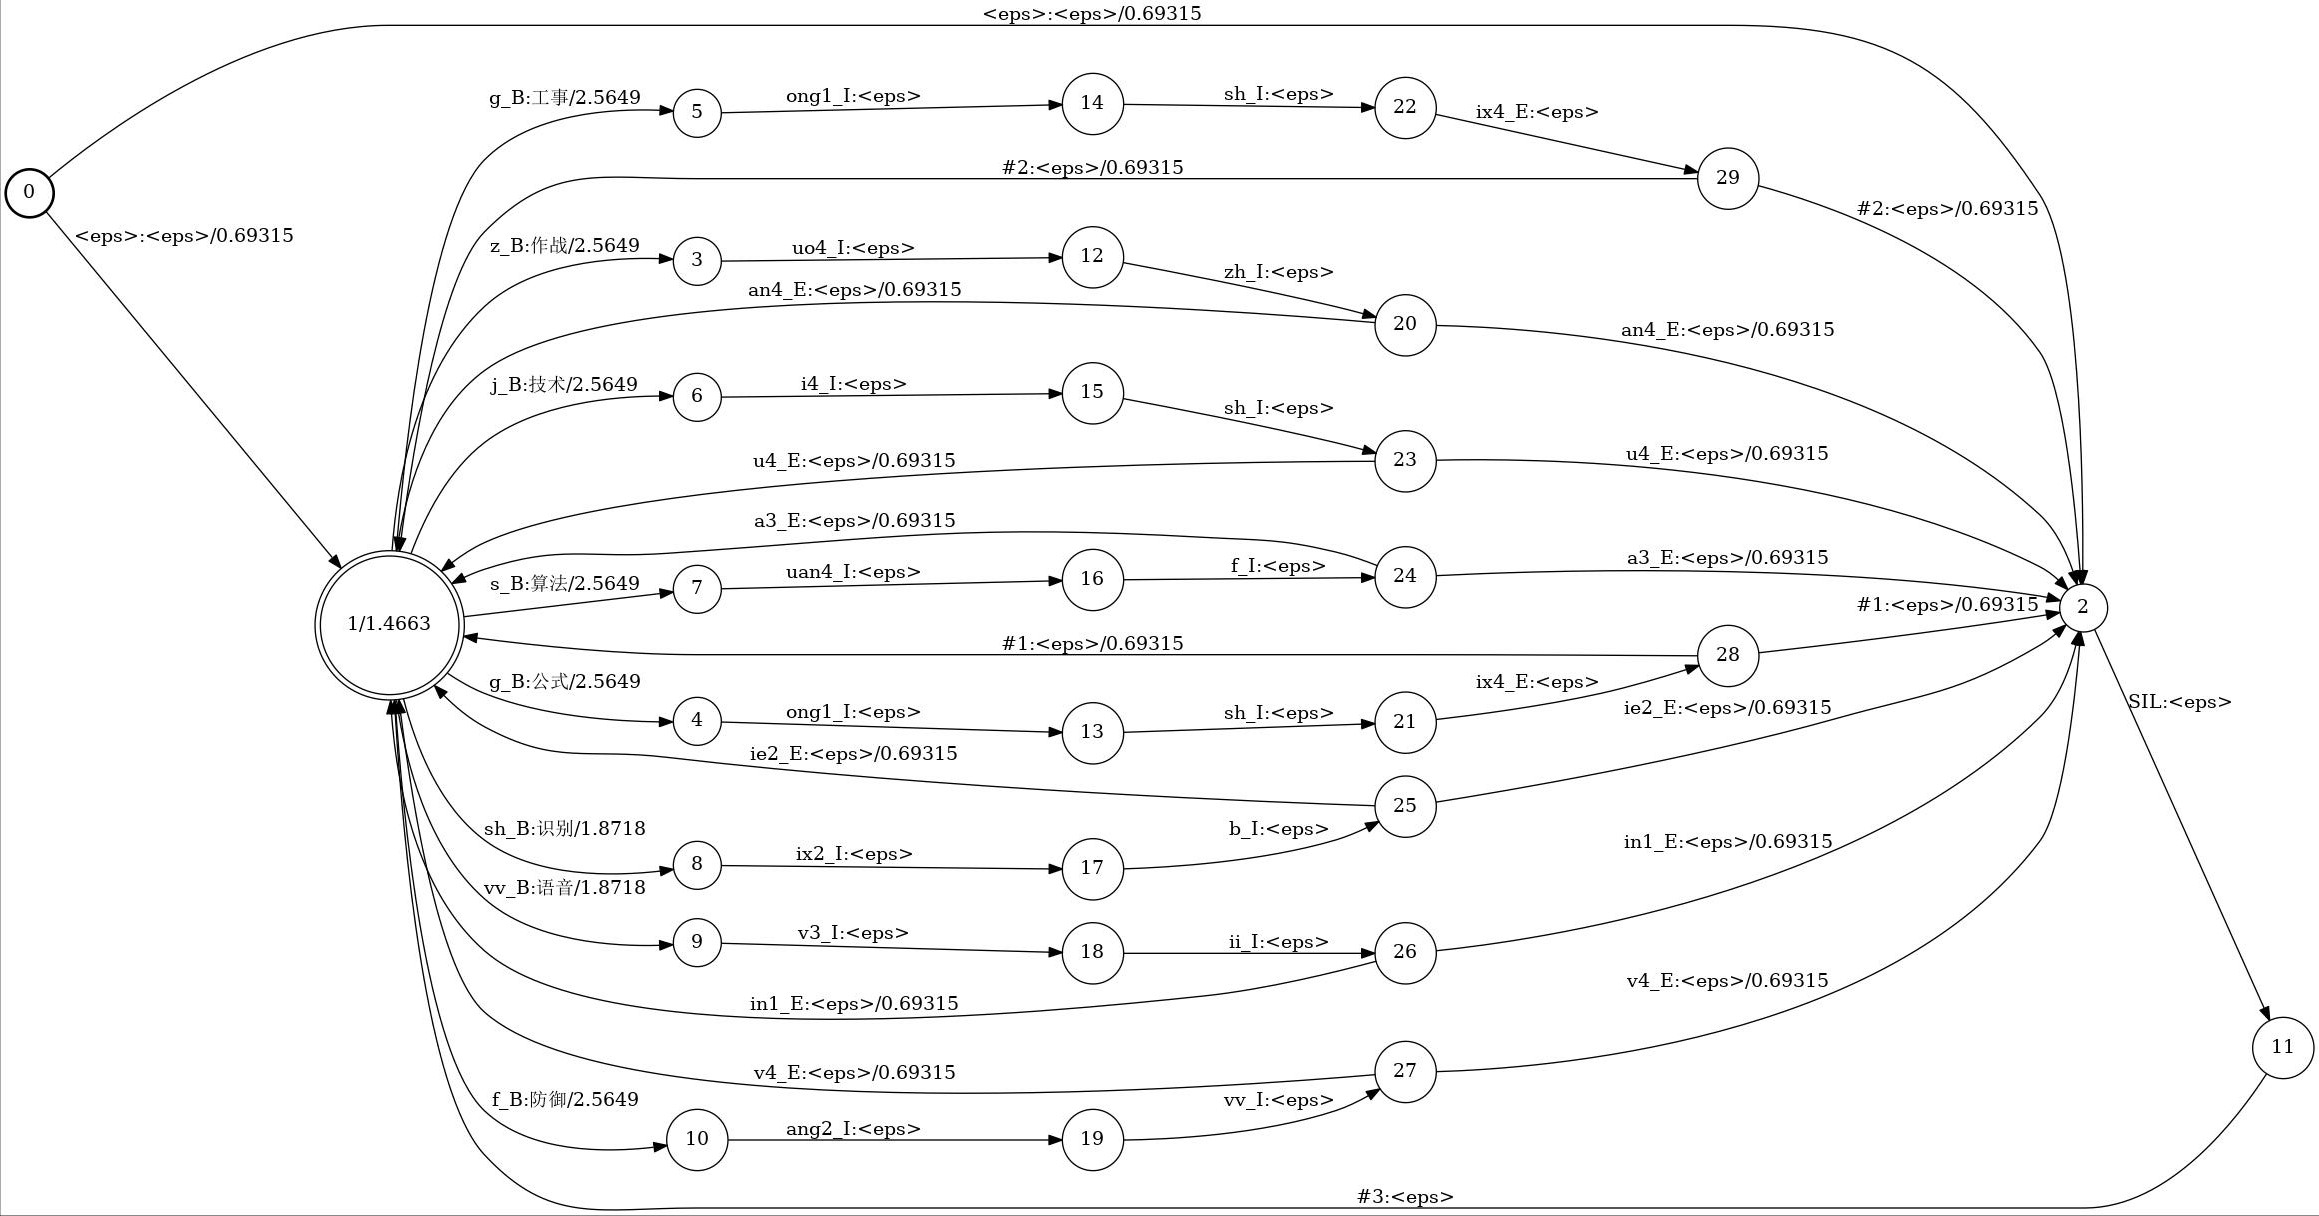 <eps>:<eps>/0.69315
g_B:工事/2.5649
5
ong1_I:<eps>
14
sh_I:<eps>
22
ix4_E:<eps>
#2:<eps>/0.69315
29
0
#2:<eps>/0.69315
<eps>:<eps>/0.69315
z_B:作战/2.5649
3
uo4_I:<eps>
12
zh_I:<eps>
an4_E:<eps>/0.69315
20
an4_E:<eps>/0.69315
j_B:技术/2.5649
6
i4_I:<eps>
15
sh_I:<eps>
u4_E:<eps>/0.69315
23
u4_E:<eps>/0.69315
a3_E:<eps>/0.69315
s_B:算法/2.5649
7
uan4_I:<eps>
16
f_I:<eps>
24
a3_E:<eps>/0.69315
1/1.4663
#1:<eps>/0.69315
28
#1:<eps>/0.69315
2
g_B:公式/2.5649
4
ong1_I:<eps>
13
sh_I:<eps>
21
ix4_E:<eps>
SIL:<eps>
ie2_E:<eps>/0.69315
25
ie2_E:<eps>/0.69315
sh_B:识别/1.8718
8
ix2_I:<eps>
17
b_I:<eps>
in1_E:<eps>/0.69315
vv_B:语音/1.8718
9
v3_I:<eps>
18
ii_I:<eps>
26
in1_E:<eps>/0.69315
v4_E:<eps>/0.69315
11
v4_E:<eps>/0.69315
27
f_B:防御/2.5649
10
ang2_I:<eps>
19
vv_I:<eps>
#3:<eps>